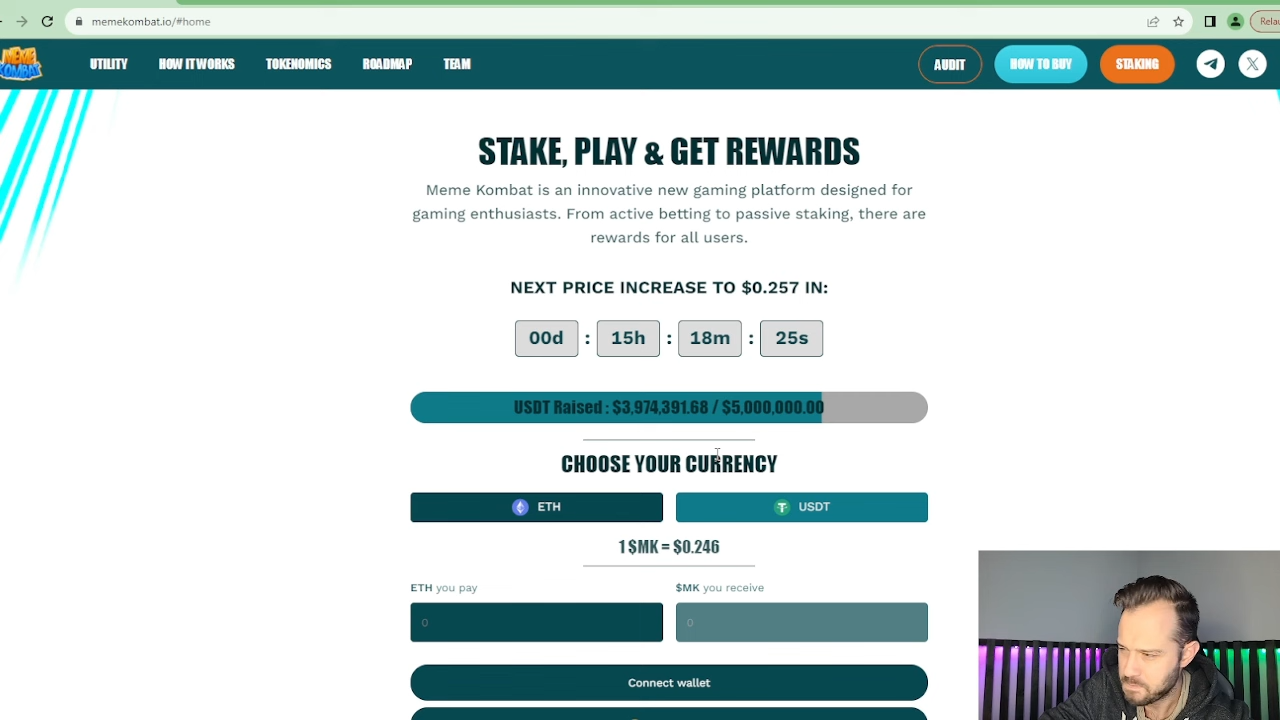 memekombat.io/#home
Relau
MEME
KOMBAT
UTILITY
HOW IT WORKS
TOKENOMICS
ROADMAP
TEAM
AUDIT
HOW TO BUY
STAKING
STAKE, PLAY & GET REWARDS
Meme Kombat is an innovative new gaming platform designed for
gaming enthusiasts. From active betting to passive staking, there are
rewards for all users.
NEXT PRICE INCREASE TO $0.257 IN:
00d : 15h : 18m : 25s
USDT Raised : $3,974,391.68 / $5,000,000.00
CHOOSE YOUR CURRENCY
ETH
USDT
1 $MK = $0.246
ETH you pay
$MK you receive
0
0
Connect wallet